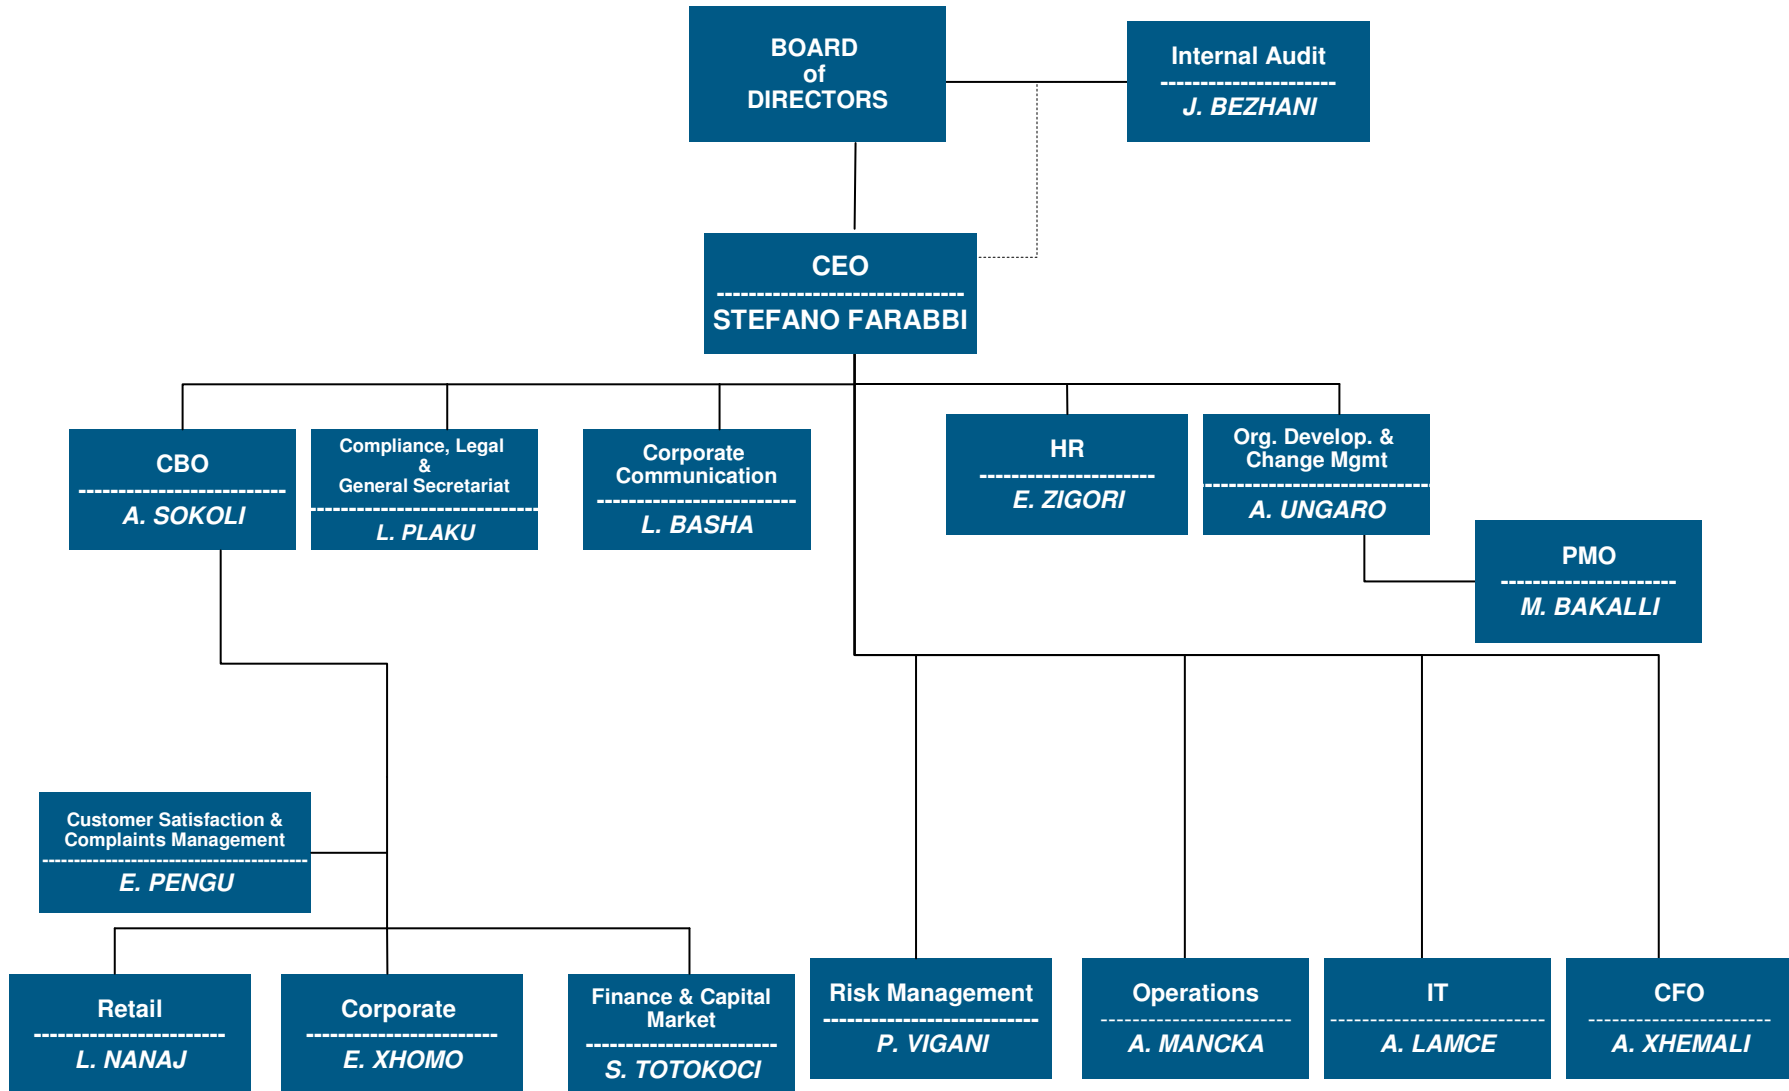 BOARD
of
DIRECTORS
Internal Audit
J. BEZHANI
CEO
STEFANO FARABBI
CBO
A. SOKOLI
Compliance, Legal
&
General Secretariat
L. PLAKU
Corporate
Communication
L. BASHA
HR
E. ZIGORI
Org. Develop. &
Change Mgmt
A. UNGARO
PMO
M. BAKALLI
Customer Satisfaction &
Complaints Management
E. PENGU
Retail
L. NANAJ
Corporate
E. XHOMO
Finance & Capital
Market
S. TOTOKOCI
Risk Management
P. VIGANI
Operations
A. MANCKA
IT
A. LAMCE
CFO
A. XHEMALI